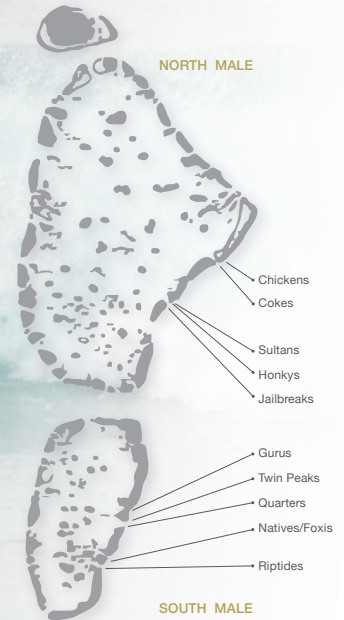 NORTH MALE
Chickens
Cokes
Sultans
Honkys
Jailbreaks
Gurus
Twin Peaks
Quarters
Natives/Foxis
Riptides
SOUTH MALE